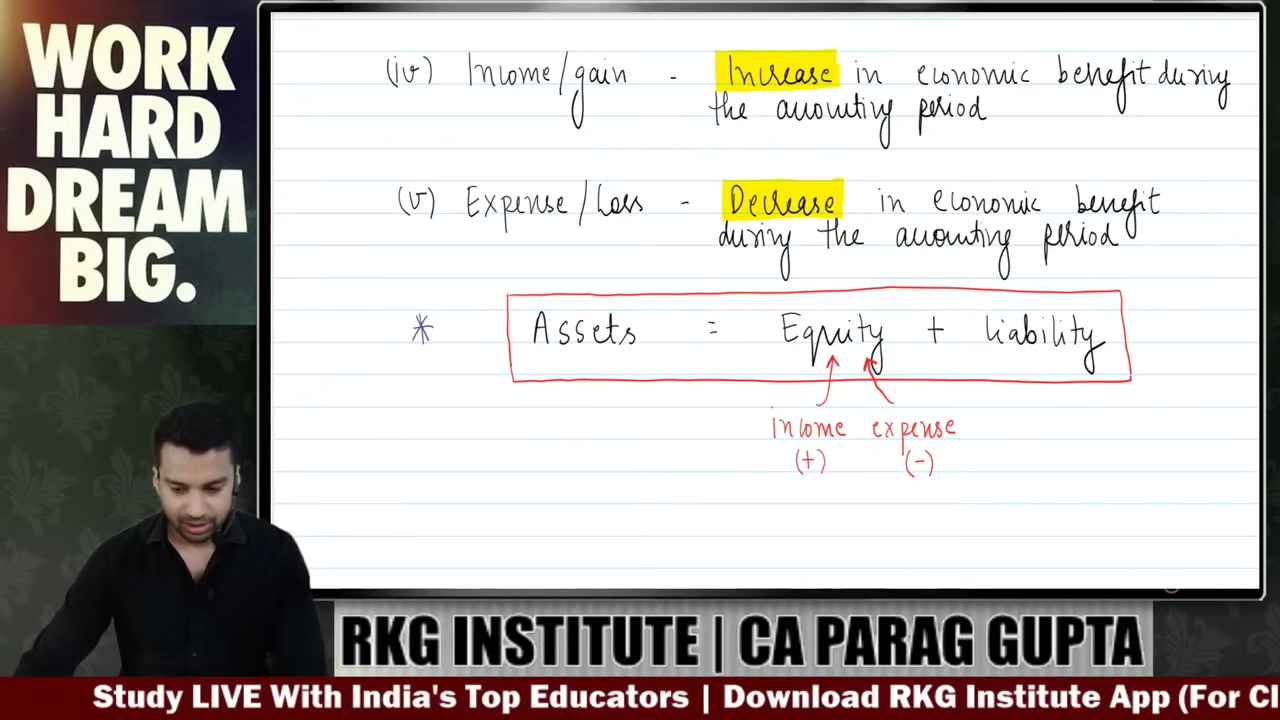 WORK
HARD
DREAM
BIG.
(iv) Income/gain - Increase in economic benefit during
the accounting period
(v) Expense/Loss - Decrease in economic benefit
during the accounting period
* Assets = Equity + liability
income expense
(+) (-)
RKG INSTITUTE | CA PARAG GUPTA
Study LIVE With India's Top Educators | Download RKG Institute App (For Cl